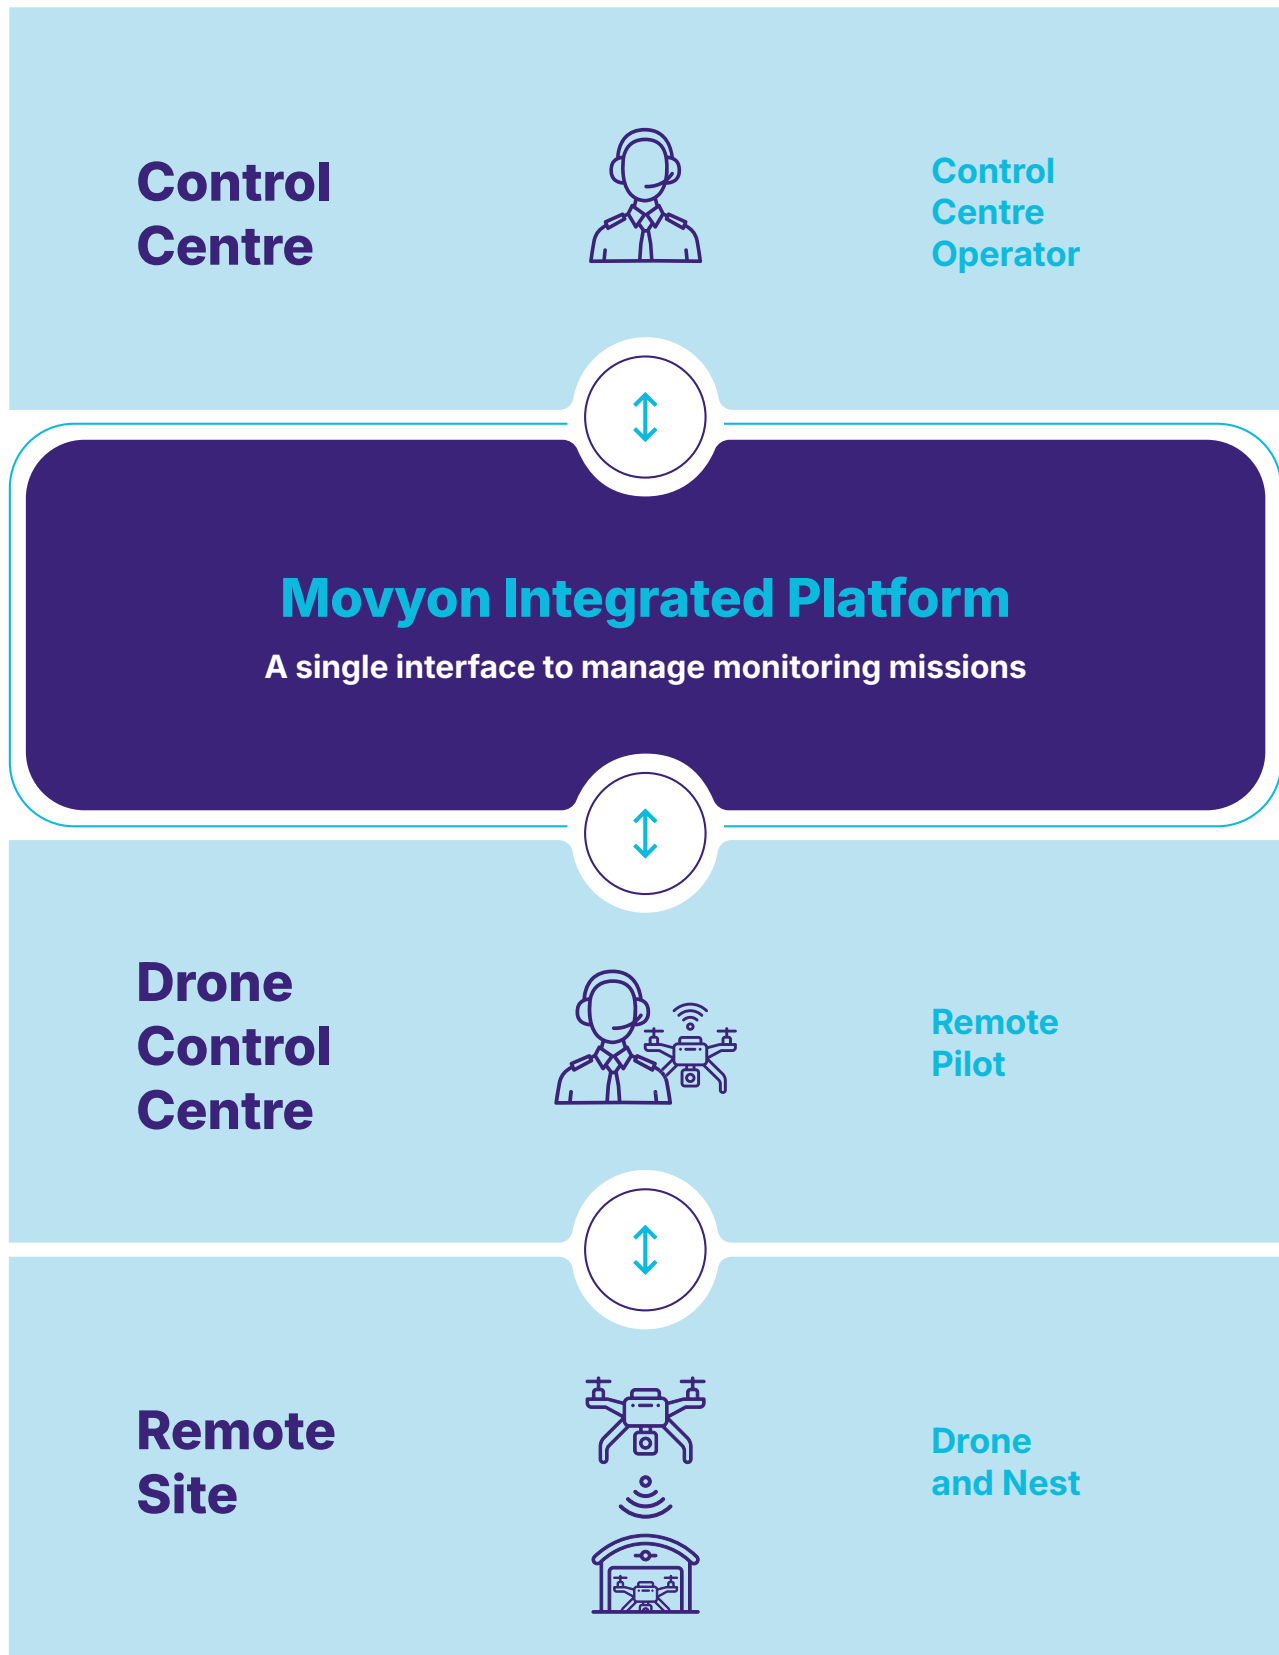 Control
Centre
Control
Centre
Operator
Movyon Integrated Platform
A single interface to manage monitoring missions
Drone
Control
Centre
Remote
Pilot
Remote
Site
Drone
and Nest